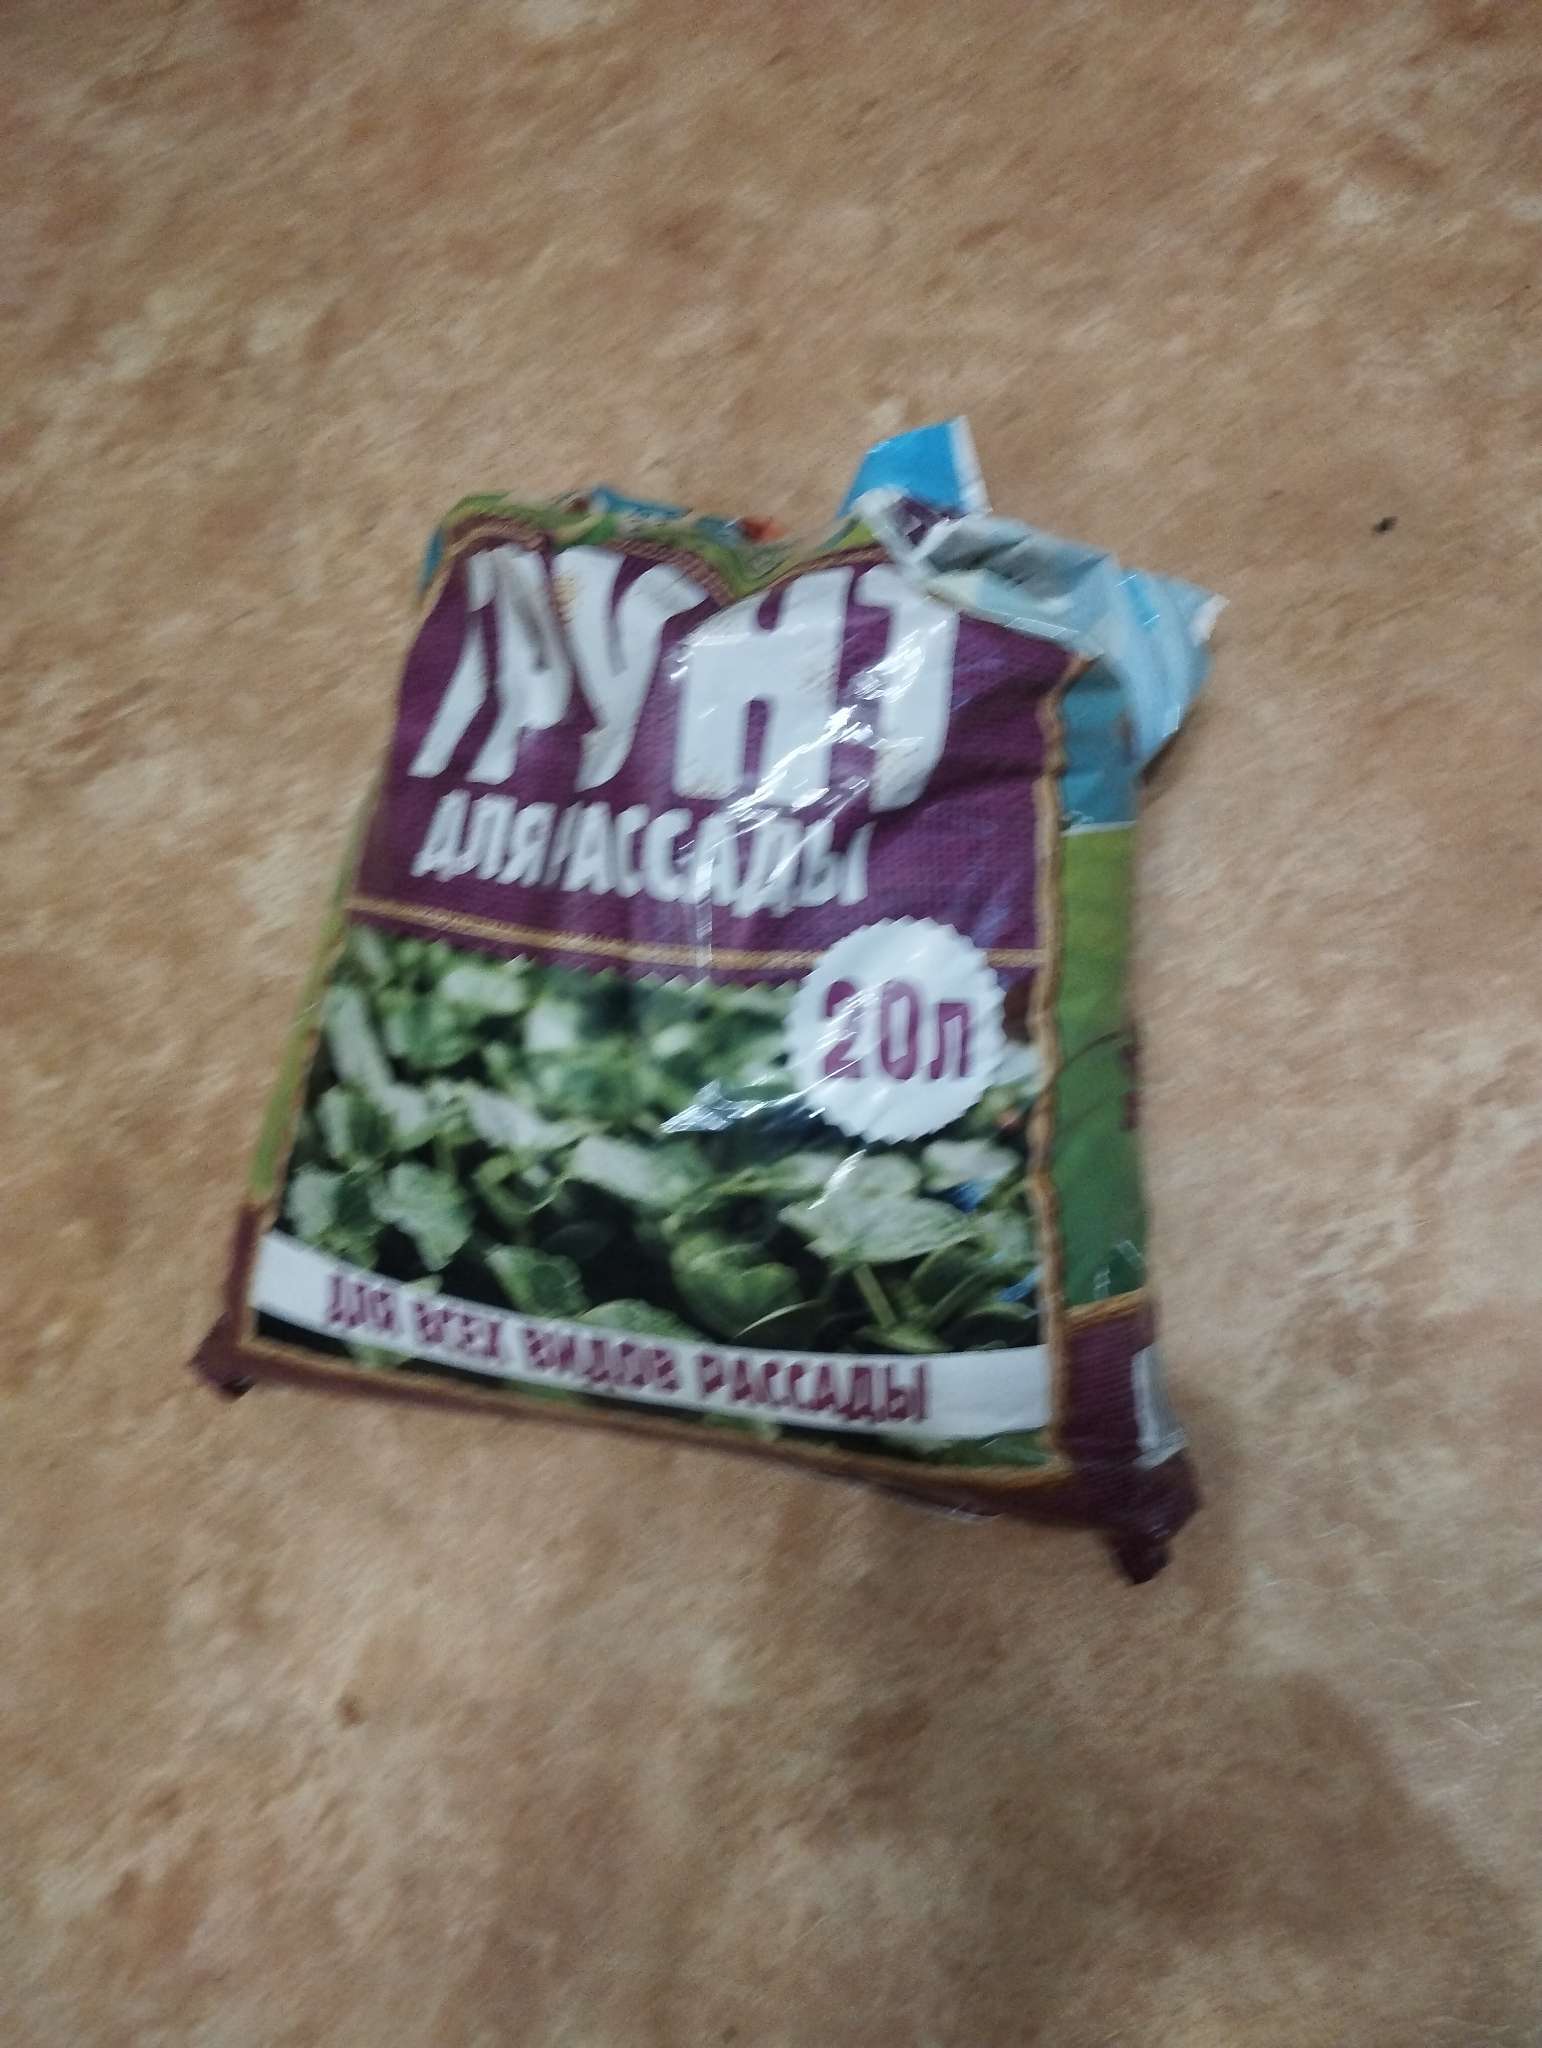 ГРУНТ
ДЛЯ РАССАДЫ
20л
ДЛЯ ВСЕХ ВИДОВ РАССАДЫ